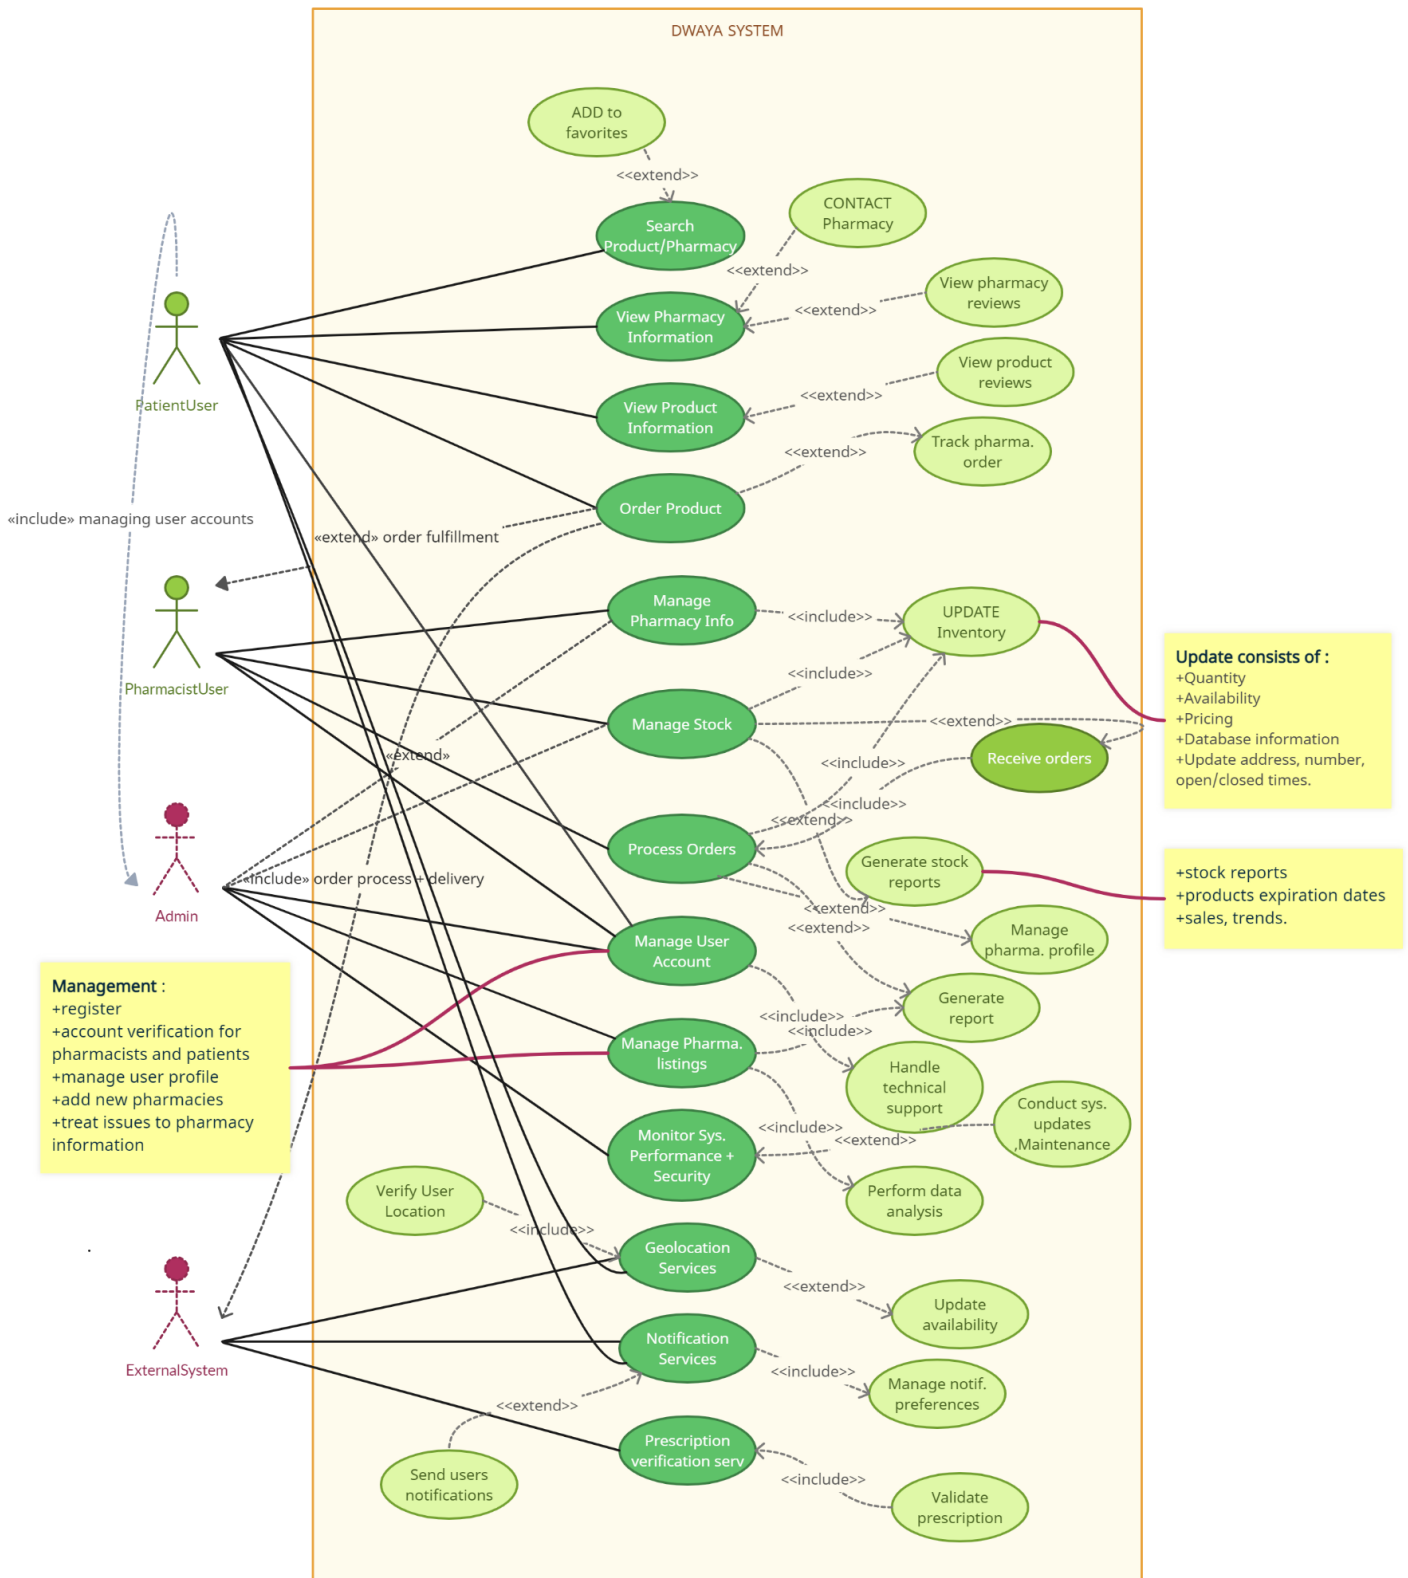 DWAYA SYSTEM
ADD to
favorites
<<extend>>
CONTACT
Pharmacy
Search
Product/Pharmacy
<<extend>>
View pharmacy
reviews
<<extend>>
View Pharmacy
Information
View product
reviews
<<extend>>
View Product
Information
PatientUser
Track pharma.
order
<<extend>>
Order Product
«include» managing user accounts
«extend» order fulfillment
Manage
Pharmacy Info
<<include>>
UPDATE
Inventory
PharmacistUser
<<include>>
Manage Stock
<<extend>>
Update consists of :
+Quantity
+Availability
+Pricing
+Database information
+Update address, number,
open/closed times.
«extend»
<<include>>
Receive orders
<<include>>
<<extend>>
Process Orders
Generate stock
reports
+stock reports
+products expiration dates
+sales, trends.
«include» order process + delivery
Admin
<<extend>>
<<extend>>
Manage
pharma. profile
Manage User
Account
Management :
+register
+account verification for
pharmacists and patients
+manage user profile
+add new pharmacies
+treat issues to pharmacy
information
<<include>>
<<include>>
Generate
report
Manage Pharma.
listings
Handle
technical
support
Conduct sys.
updates
,Maintenance
<<include>>
<<extend>>
Monitor Sys.
Performance +
Security
Verify User
Location
Perform data
analysis
<<include>>
Geolocation
Services
<<extend>>
Update
availability
.
ExternalSystem
Notification
Services
<<include>>
Manage notif.
preferences
<<extend>>
Prescription
verification serv
Send users
notifications
<<include>>
Validate
prescription